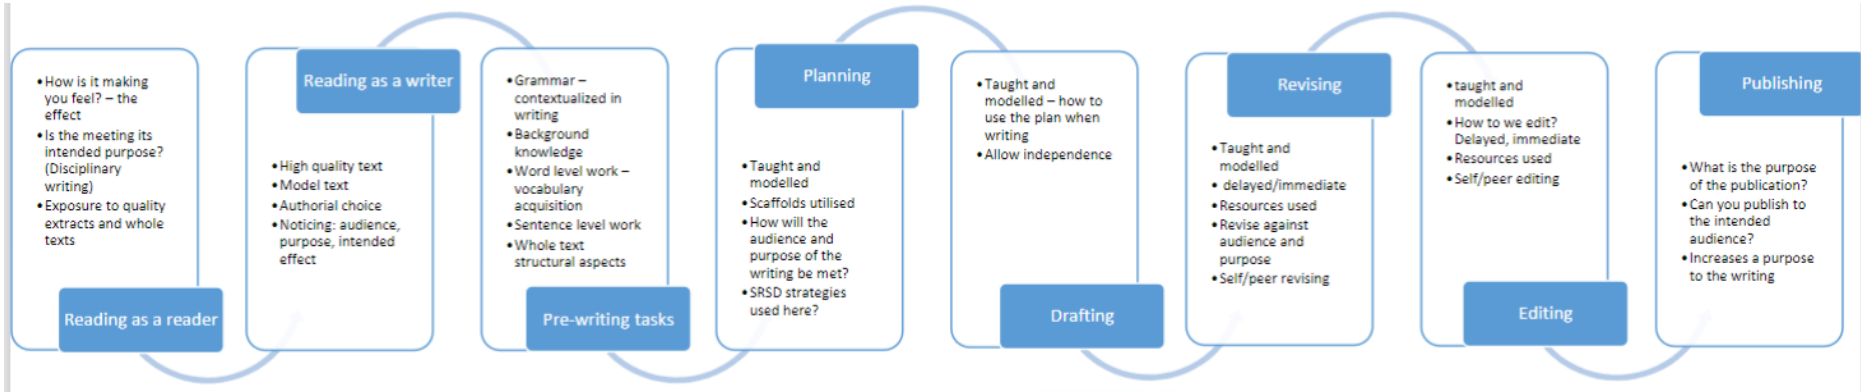 • How is it making
you feel? – the
effect
• Is the meeting its
intended purpose?
(Disciplinary
writing)
• Exposure to quality
extracts and whole
texts
Reading as a reader
Reading as a writer
• High quality text
• Model text
• Authorial choice
• Noticing: audience,
purpose, intended
effect
• Grammar –
contextualized in
writing
• Background
knowledge
• Word level work –
vocabulary
acquisition
• Sentence level work
• Whole text
structural aspects
Pre-writing tasks
Planning
• Taught and
modelled
• Scaffolds utilised
• How will the
audience and
purpose of the
writing be met?
• SRSD strategies
used here?
• Taught and
modelled – how to
use the plan when
writing
• Allow independence
Drafting
Revising
• Taught and
modelled
• delayed/immediate
• Resources used
• Revise against
audience and
purpose
• Self/peer revising
• taught and
modelled
• How to we edit?
Delayed, immediate
• Resources used
• Self/peer editing
Editing
Publishing
• What is the purpose
of the publication?
• Can you publish to
the intended
audience?
• Increases a purpose
to the writing